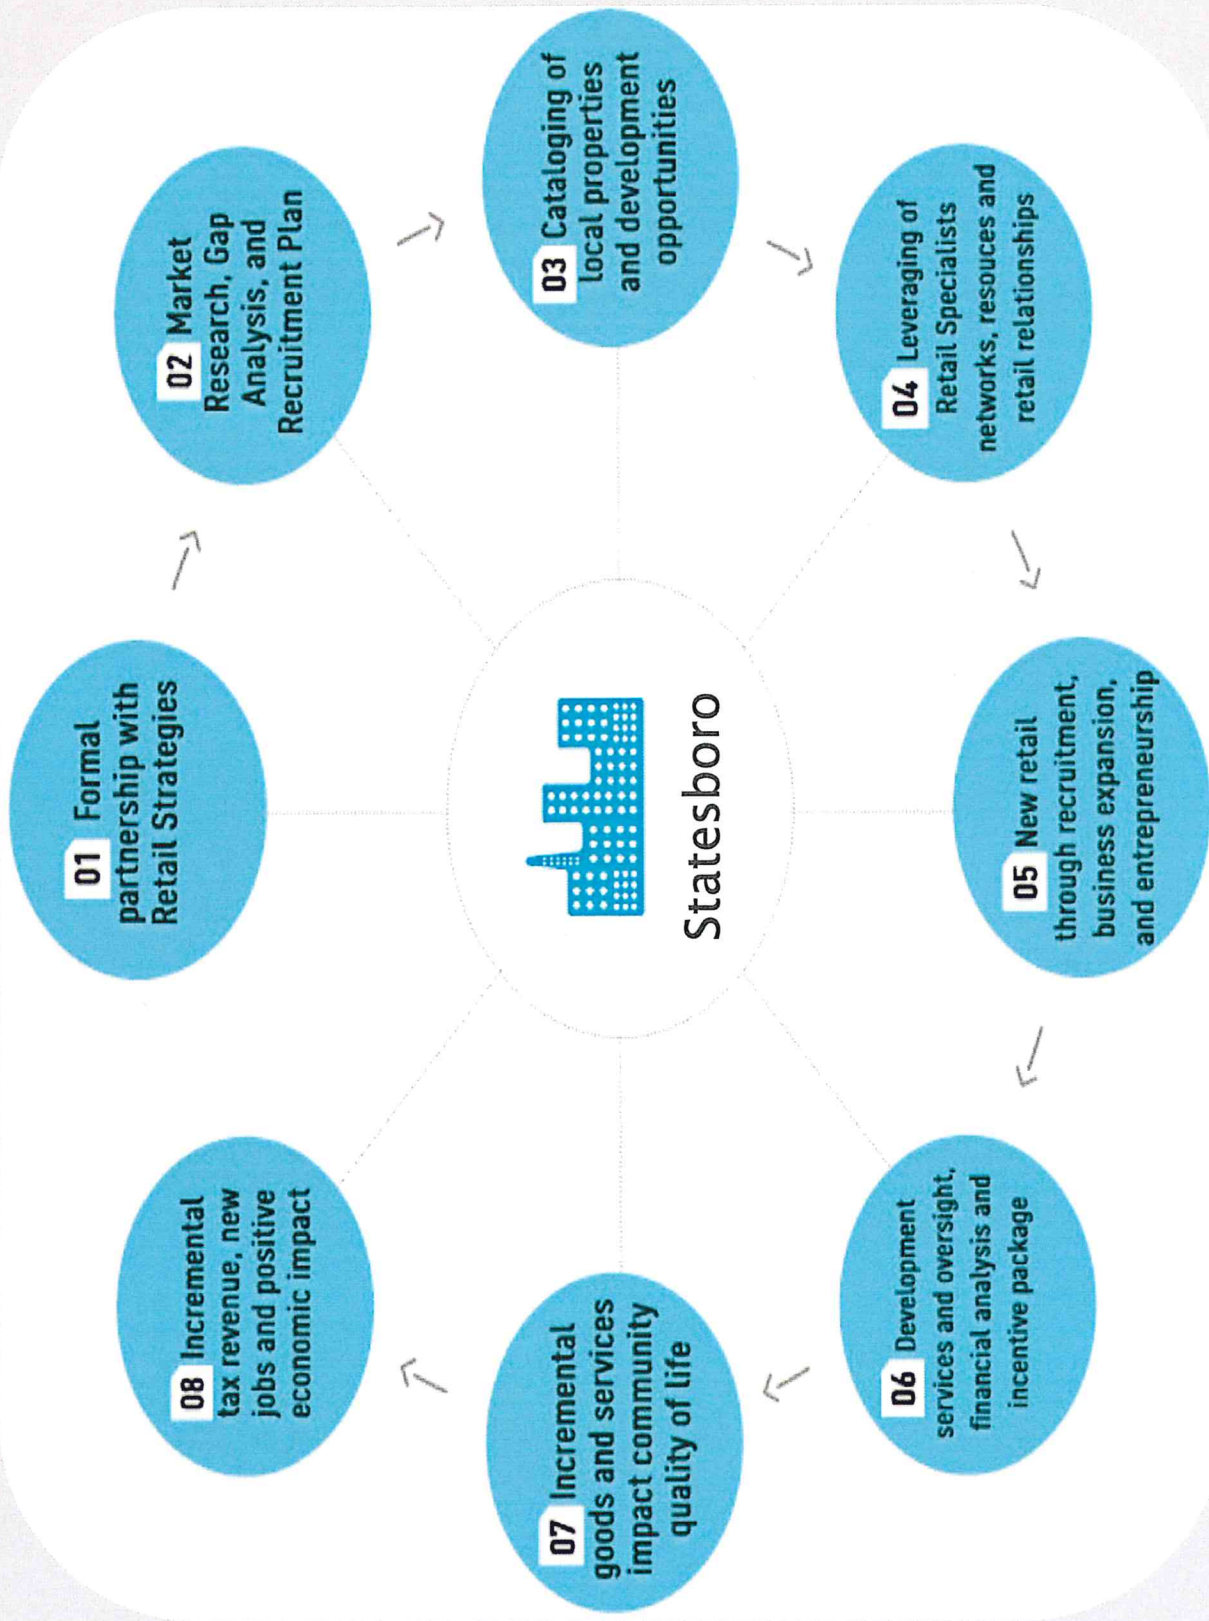 01 Formal
partnership with
Retail Strategies
02 Market
Research, Gap
Analysis, and
Recruitment Plan
03 Cataloging of
local properties
and development
opportunities
04 Leveraging of
Retail Specialists
networks, resouces and
retail relationships
05 New retail
through recruitment,
business expansion,
and entrepreneurship
06 Development
services and oversight,
financial analysis and
incentive package
07 Incremental
goods and services
impact community
quality of life
08 Incremental
tax revenue, new
jobs and positive
economic impact
Statesboro